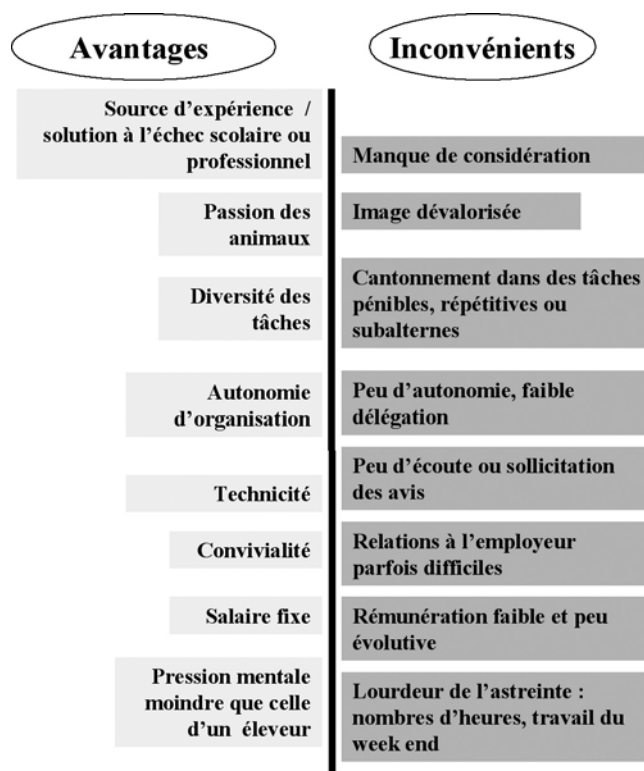 Avantages
Source d'expérience /
solution à l'échec scolaire ou
professionnel
Passion des
animaux
Diversité des
tâches
Autonomie
d'organisation
Technicité
Convivialité
Salaire fixe
Pression mentale
moindre que celle
d'un éleveur
Inconvénients
Manque de considération
Image dévalorisée
Cantonnement dans des tâches
pénibles, répétitives ou
subalternes
Peu d'autonomie, faible
délégation
Peu d'écoute ou sollicitation
des avis
Relations à l'employeur
parfois difficiles
Rémunération faible et peu
évolutive
Lourdeur de l'astreinte :
nombres d'heures, travail du
week end